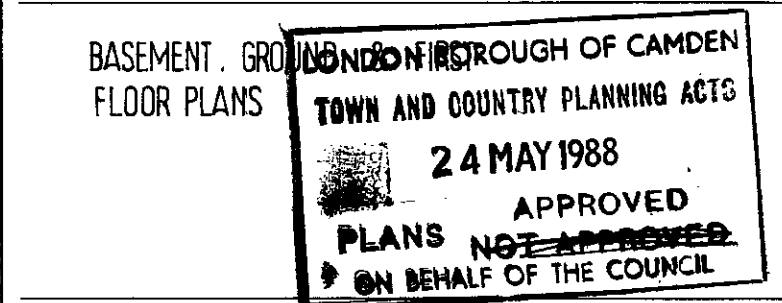 BASEMENT. GROUND & FIRST
FLOOR PLANS
LONDON BOROUGH OF CAMDEN
TOWN AND COUNTRY PLANNING ACTS
24 MAY 1988
APPROVED
PLANS NOT APPROVED
ON BEHALF OF THE COUNCIL